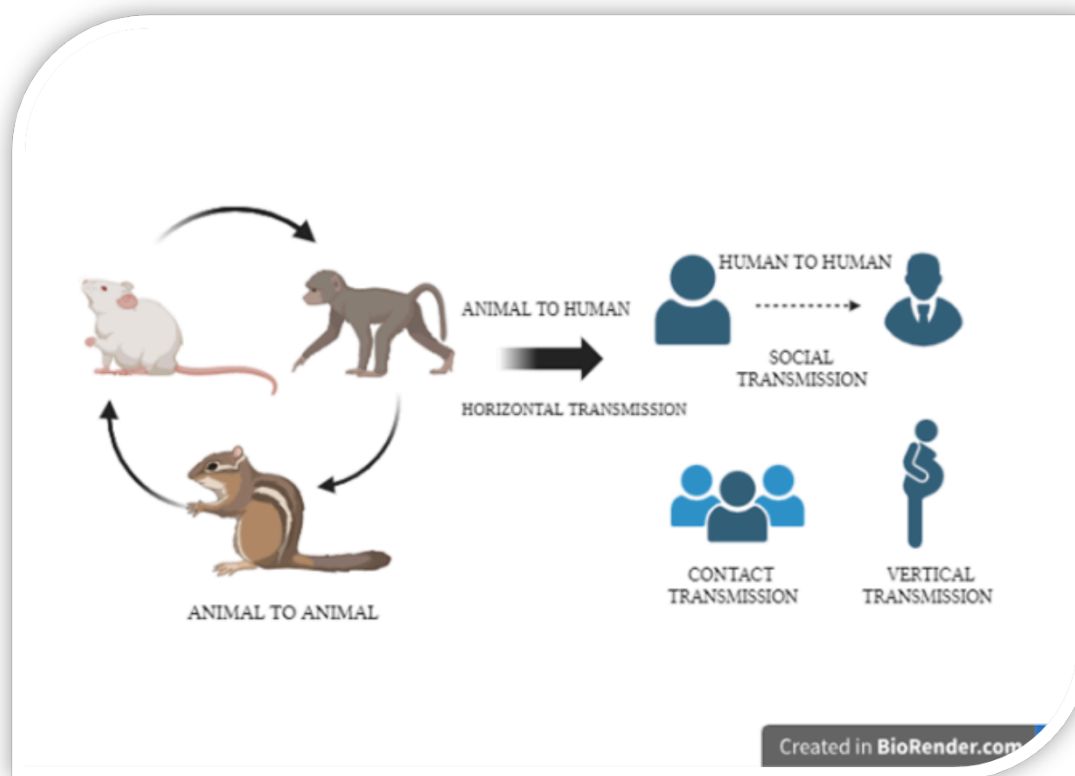 HUMAN TO HUMAN
ANIMAL TO HUMAN
SOCIAL
TRANSMISSION
HORIZONTAL TRANSMISSION
CONTACT
TRANSMISSION
VERTICAL
TRANSMISSION
ANIMAL TO ANIMAL
Created in BioRender.com